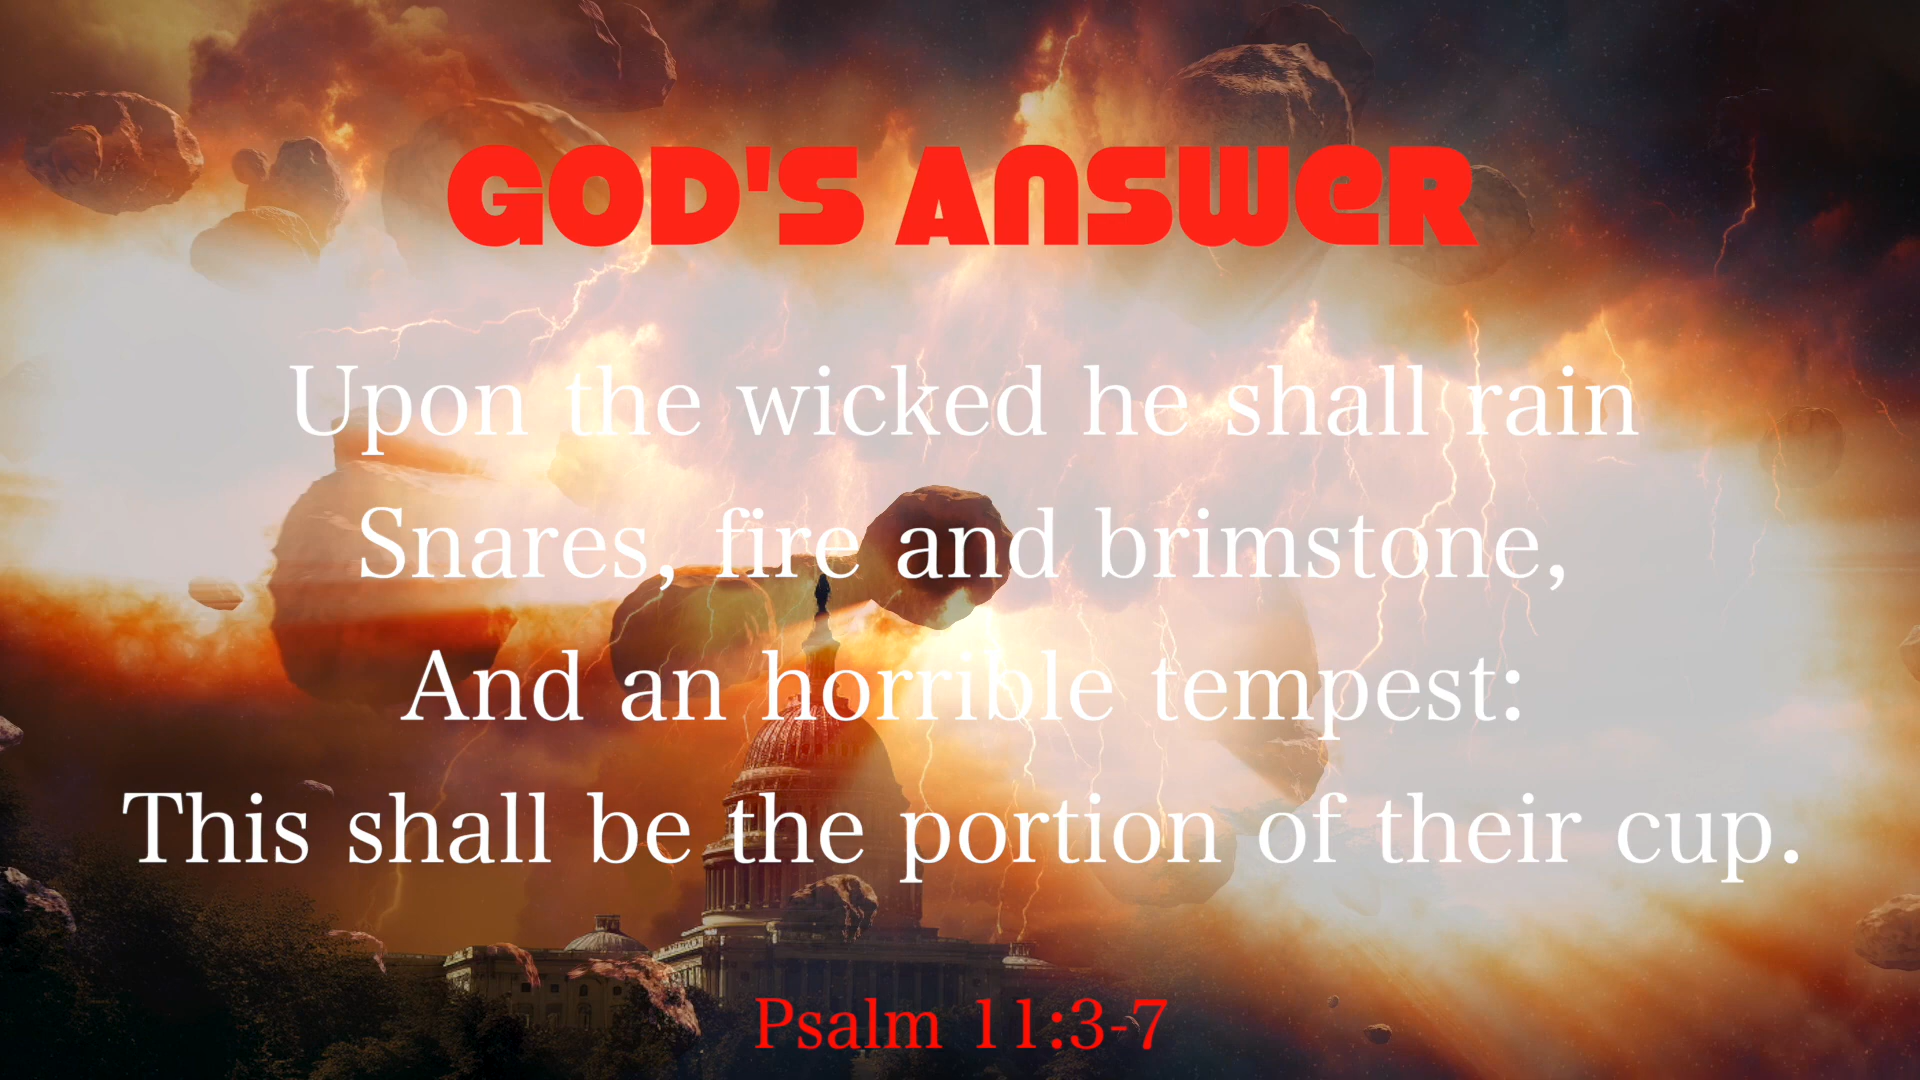 GOD'S ANSWER
Upon the wicked he shall rain
Snares, fire and brimstone,
And an horrible tempest:
This shall be the portion of their cup.
Psalm 11:3-7